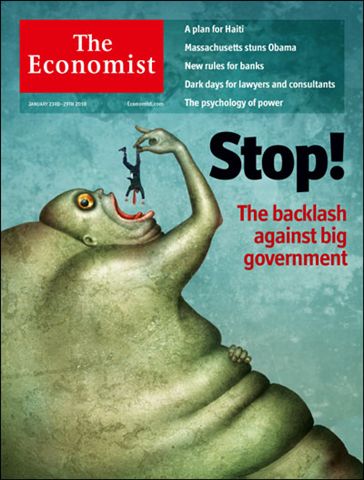 The
Economist
JANUARY 23RD–29TH 2010
Economist.com
A plan for Haiti
Massachusetts stuns Obama
New rules for banks
Dark days for lawyers and consultants
The psychology of power
Stop!
The backlash
against big
government